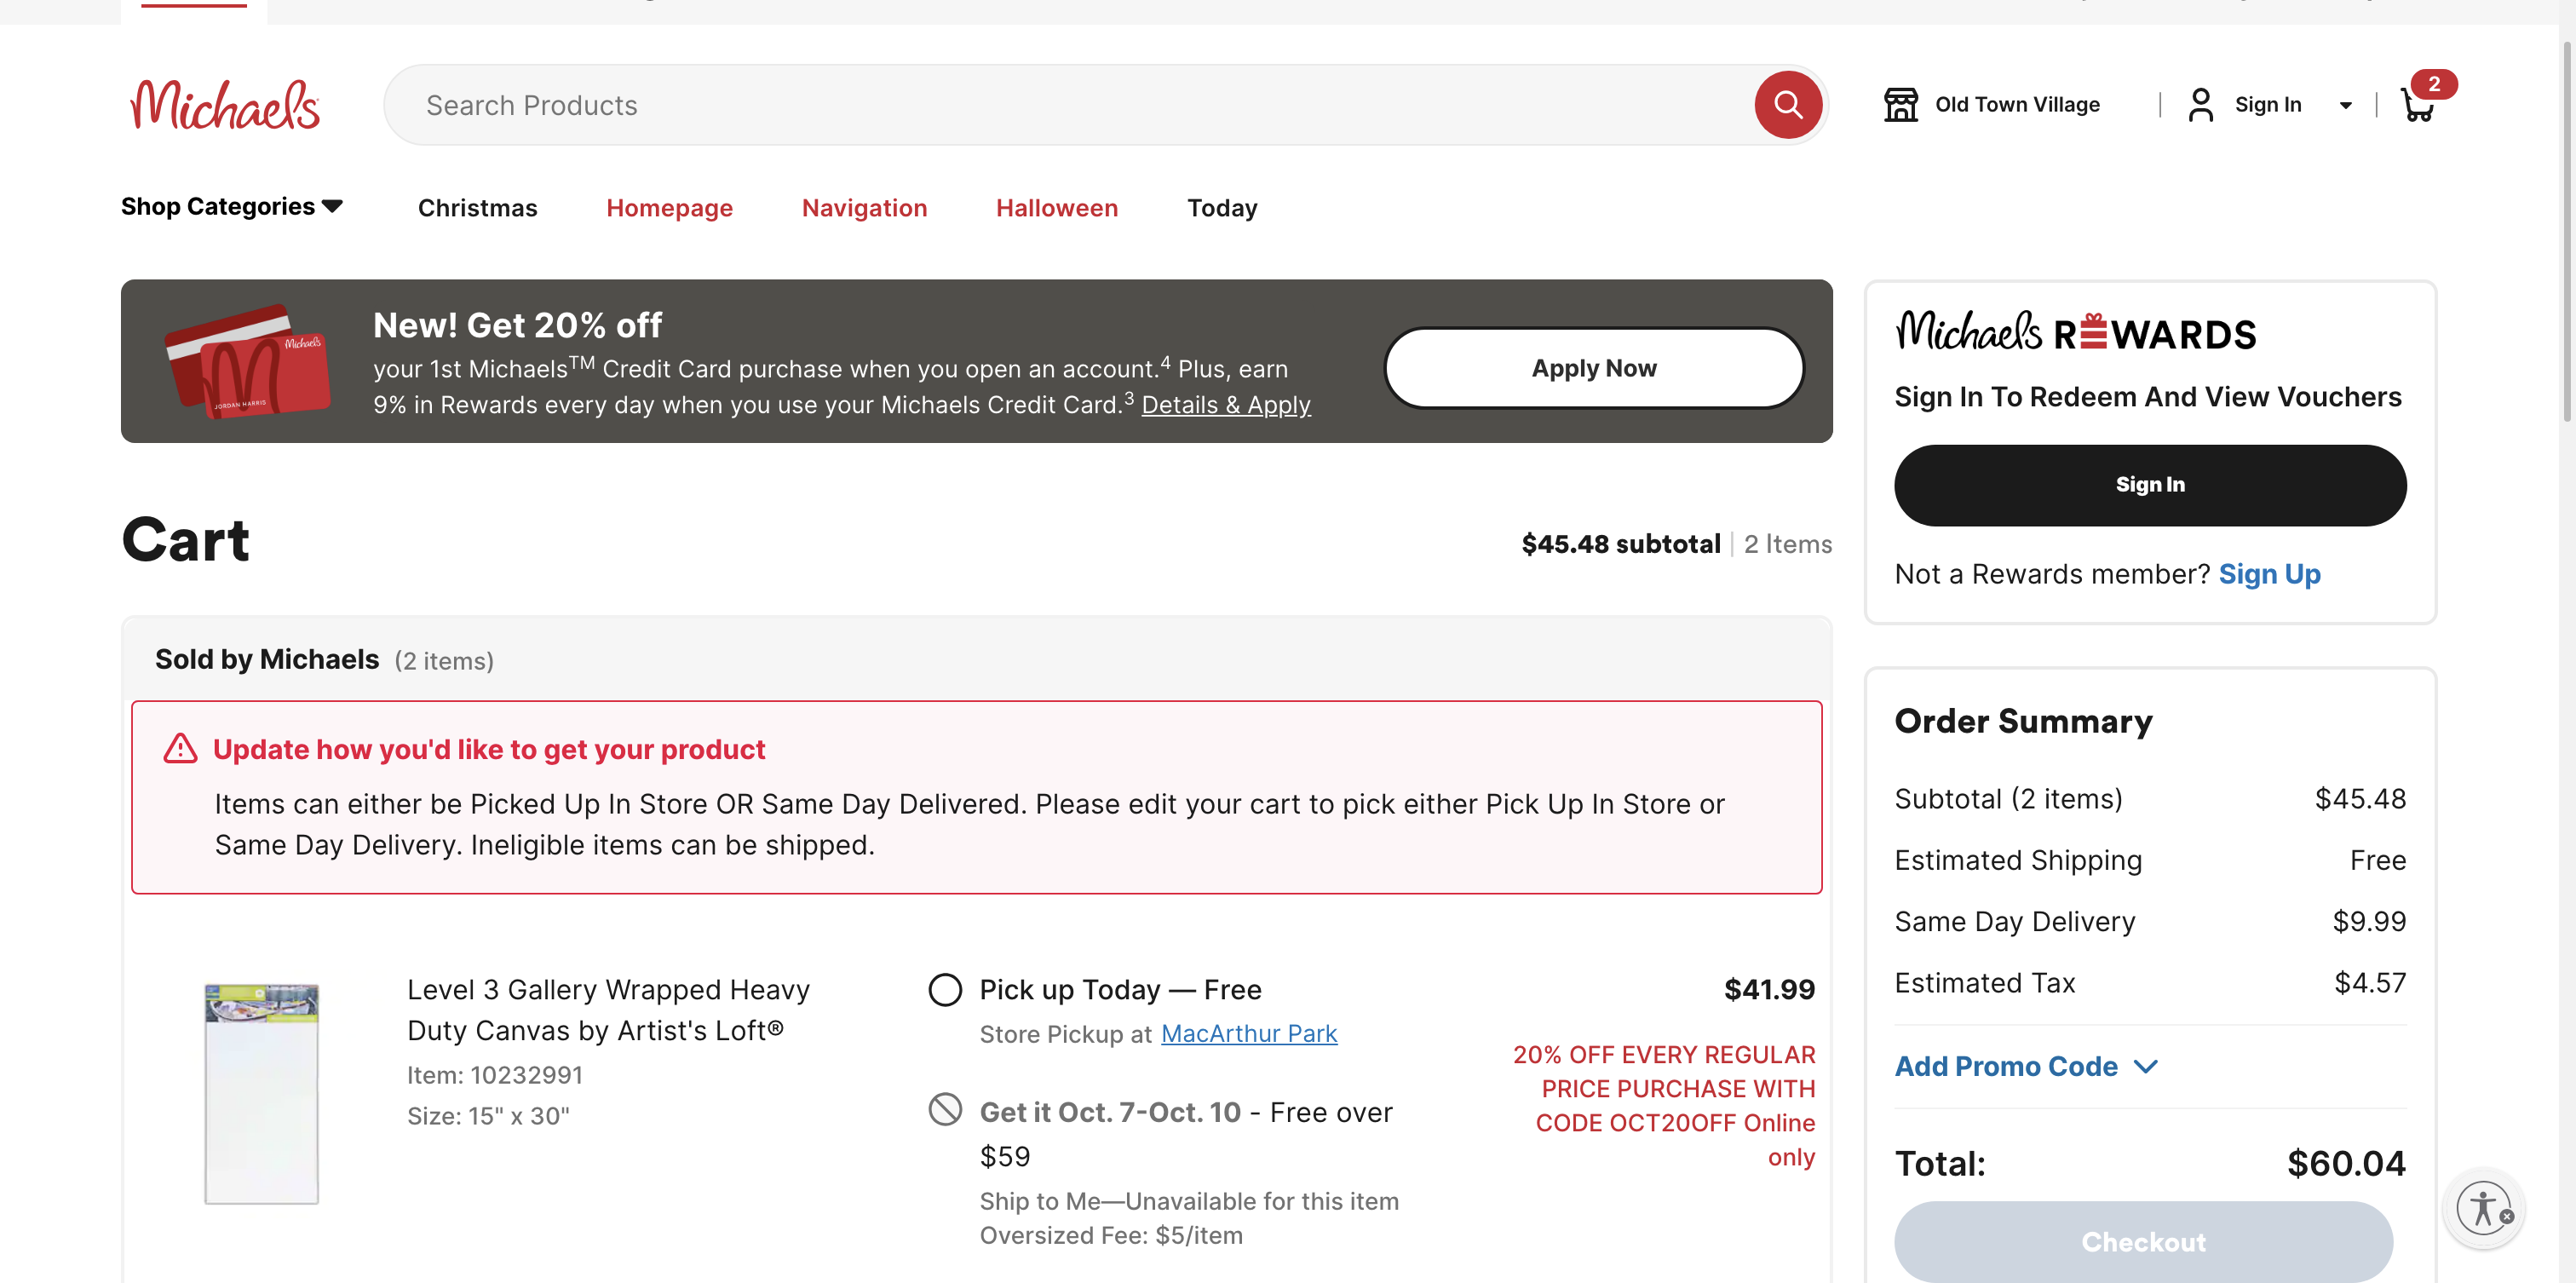 Michaels
Search Products
Old Town Village
Sign In
2
Shop Categories
Christmas
Homepage
Navigation
Halloween
Today
Michaels
JORDAN HARRIS
New! Get 20% off
your 1st Michaels™ Credit Card purchase when you open an account.⁴ Plus, earn
9% in Rewards every day when you use your Michaels Credit Card.³ Details & Apply
Apply Now
Michaels REWARDS
Sign In To Redeem And View Vouchers
Sign In
Not a Rewards member? Sign Up
Cart
$45.48 subtotal | 2 Items
Sold by Michaels (2 items)
Update how you'd like to get your product
Items can either be Picked Up In Store OR Same Day Delivered. Please edit your cart to pick either Pick Up In Store or
Same Day Delivery. Ineligible items can be shipped.
Level 3 Gallery Wrapped Heavy
Duty Canvas by Artist's Loft®
Item: 10232991
Size: 15" x 30"
Pick up Today — Free
Store Pickup at MacArthur Park
Get it Oct. 7-Oct. 10 - Free over
$59
Ship to Me—Unavailable for this item
Oversized Fee: $5/item
$41.99
20% OFF EVERY REGULAR
PRICE PURCHASE WITH
CODE OCT20OFF Online
only
Order Summary
Subtotal (2 items) $45.48
Estimated Shipping Free
Same Day Delivery $9.99
Estimated Tax $4.57
Add Promo Code
Total: $60.04
Checkout